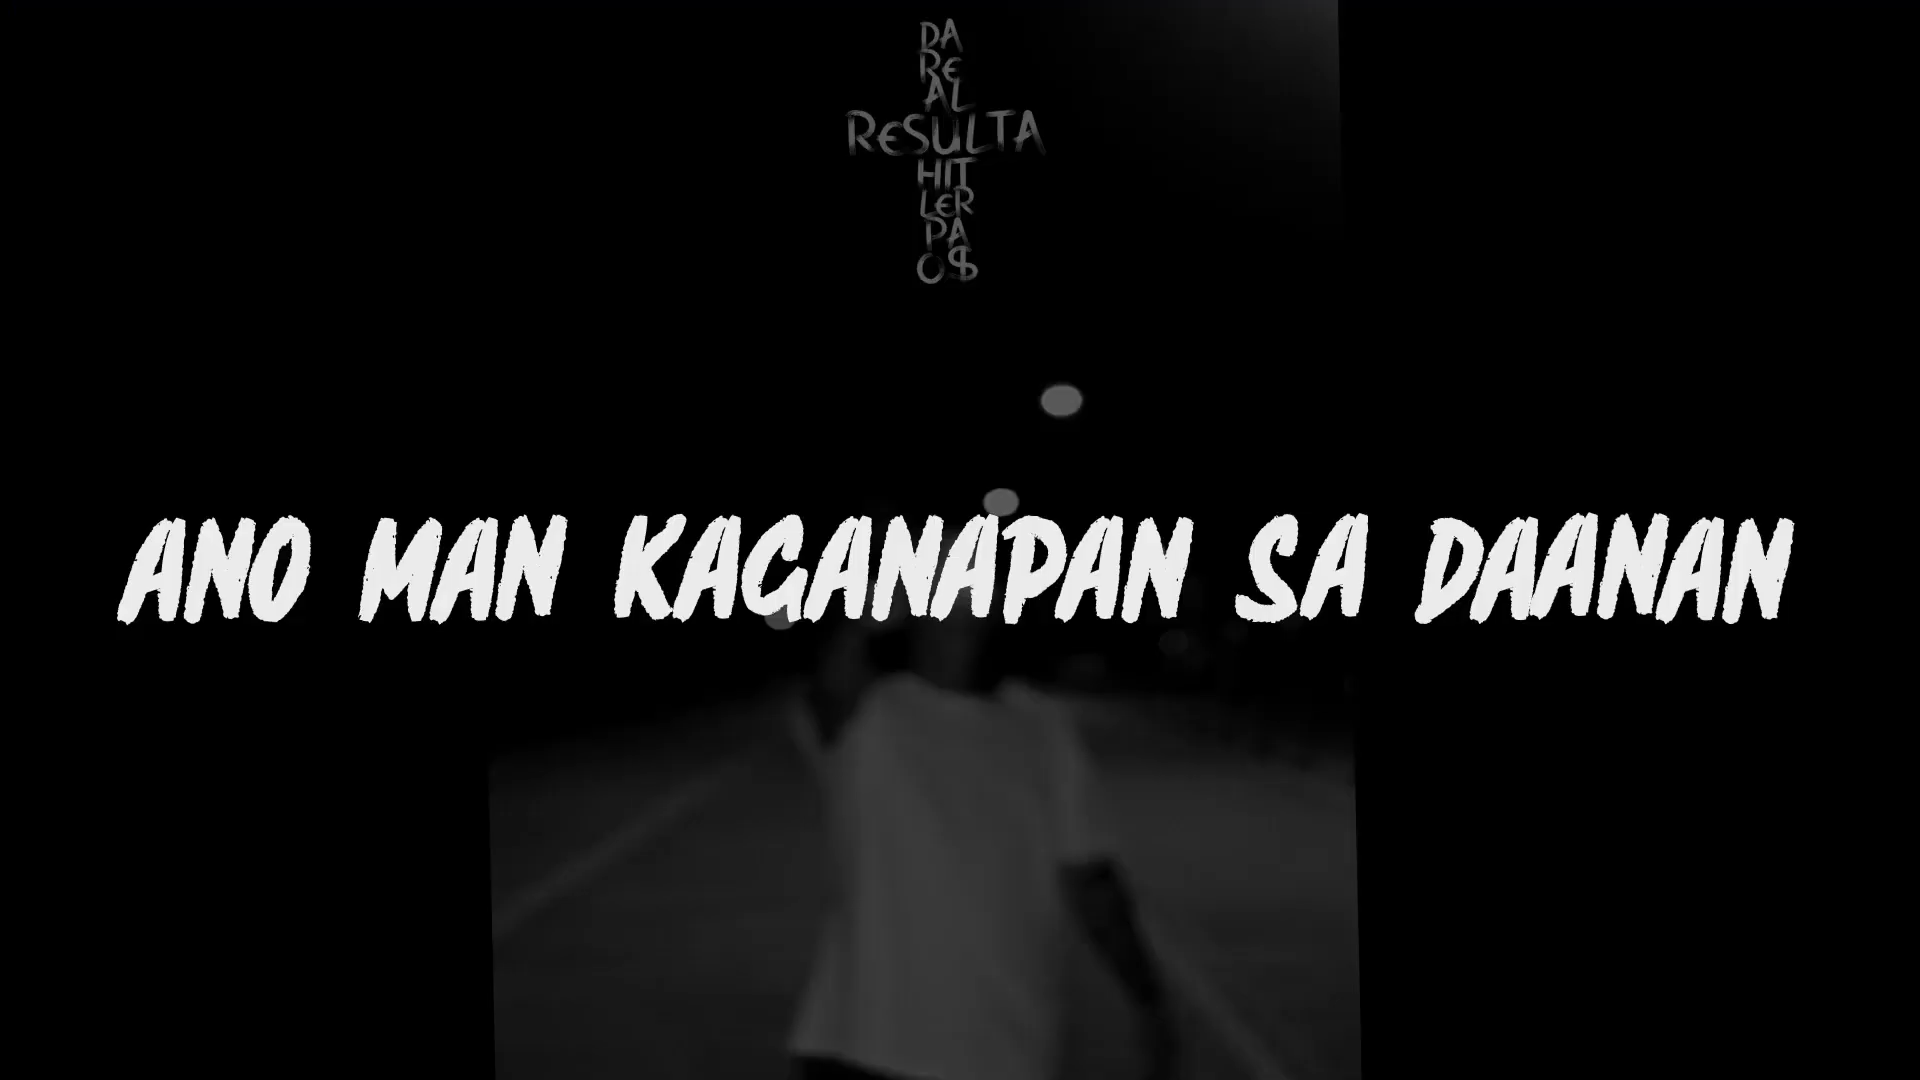 DA
RE
AL
RESULTA
HIT
LER
PA
O$
ANO MAN KAGANAPAN SA DAANAN